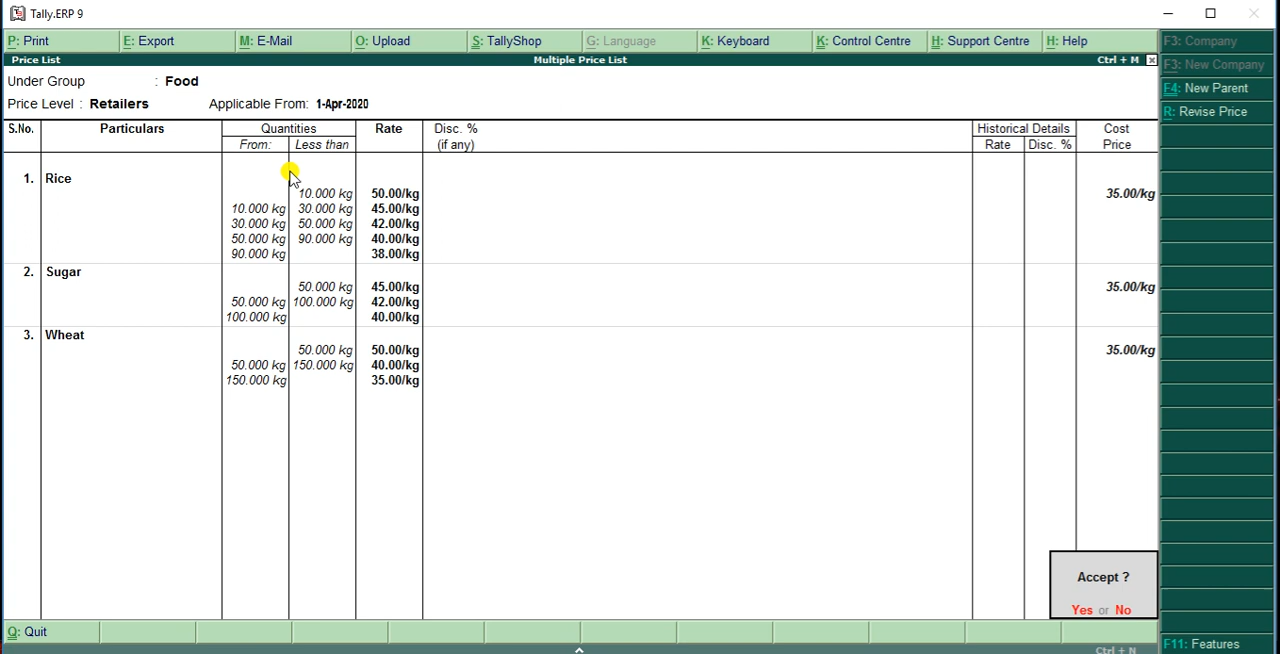 Tally.ERP 9
P: Print E: Export M: E-Mail O: Upload S: TallyShop G: Language K: Keyboard K: Control Centre H: Support Centre H: Help F3: Company
Price List Multiple Price List Ctrl + M F3: New Company
Under Group : Food F4: New Parent
Price Level : Retailers Applicable From: 1-Apr-2020 R: Revise Price
S.No. Particulars Quantities Rate Disc. % Historical Details Cost
From: Less than (if any) Rate Disc. % Price
1. Rice
10.000 kg 50.00/kg 35.00/kg
10.000 kg 30.000 kg 45.00/kg
30.000 kg 50.000 kg 42.00/kg
50.000 kg 90.000 kg 40.00/kg
90.000 kg 38.00/kg
2. Sugar
50.000 kg 45.00/kg 35.00/kg
50.000 kg 100.000 kg 42.00/kg
100.000 kg 40.00/kg
3. Wheat
50.000 kg 50.00/kg 35.00/kg
50.000 kg 150.000 kg 40.00/kg
150.000 kg 35.00/kg
Accept ?
Yes or No
Q: Quit
F11: Features
Ctrl + N